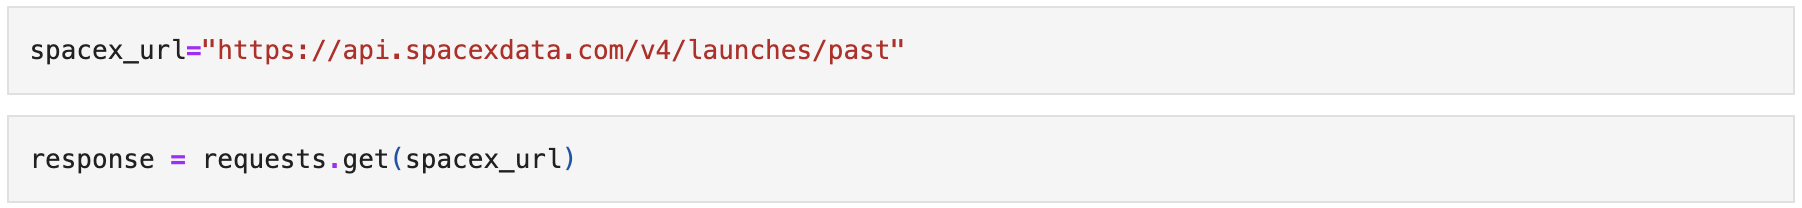 spacex_url="https://api.spacexdata.com/v4/launches/past"
response = requests.get(spacex_url)